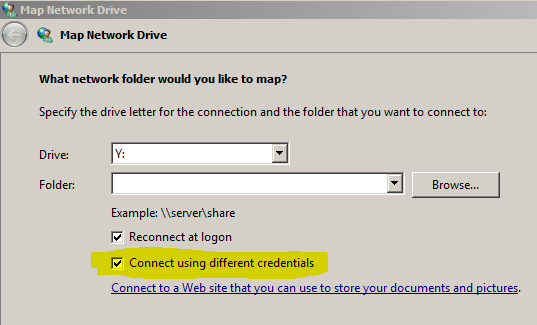 Map Network Drive
Map Network Drive
What network folder would you like to map?
Specify the drive letter for the connection and the folder that you want to connect to:
Drive: Y:
Folder: Browse...
Example: \\server\share
Reconnect at logon
Connect using different credentials
Connect to a Web site that you can use to store your documents and pictures.